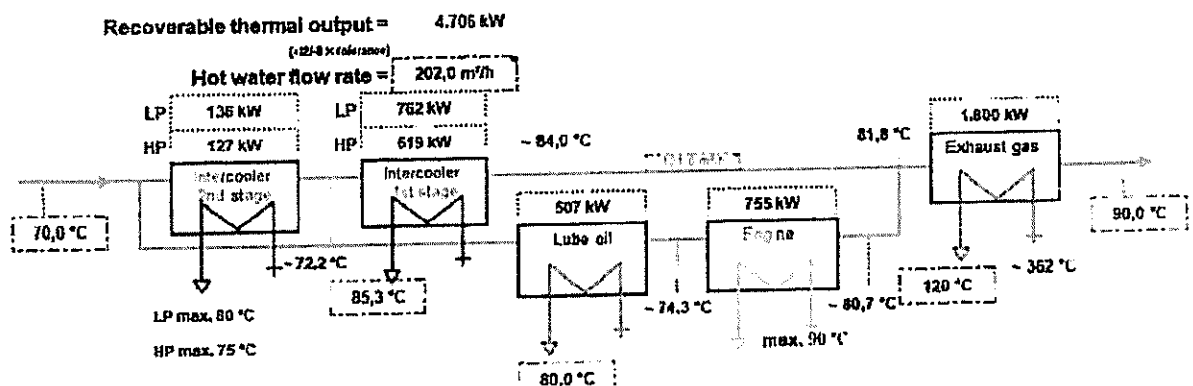 Recoverable thermal output = 4.706 kW
Hot water flow rate = 202,0 m³/h
LP 136 kW
HP 127 kW
LP 762 kW
HP 619 kW
~ 84,0 °C
81,8 °C
1.800 kW
Intercooler
2nd stage
Intercooler
1st stage
Exhaust gas
70,0 °C
507 kW
755 kW
90,0 °C
Lube oil
Engine
~ 72,2 °C
85,3 °C
~ 74,3 °C
~ 80,7 °C
120 °C
~ 362 °C
LP max. 80 °C
HP max. 75 °C
80,0 °C
max. 90 °C